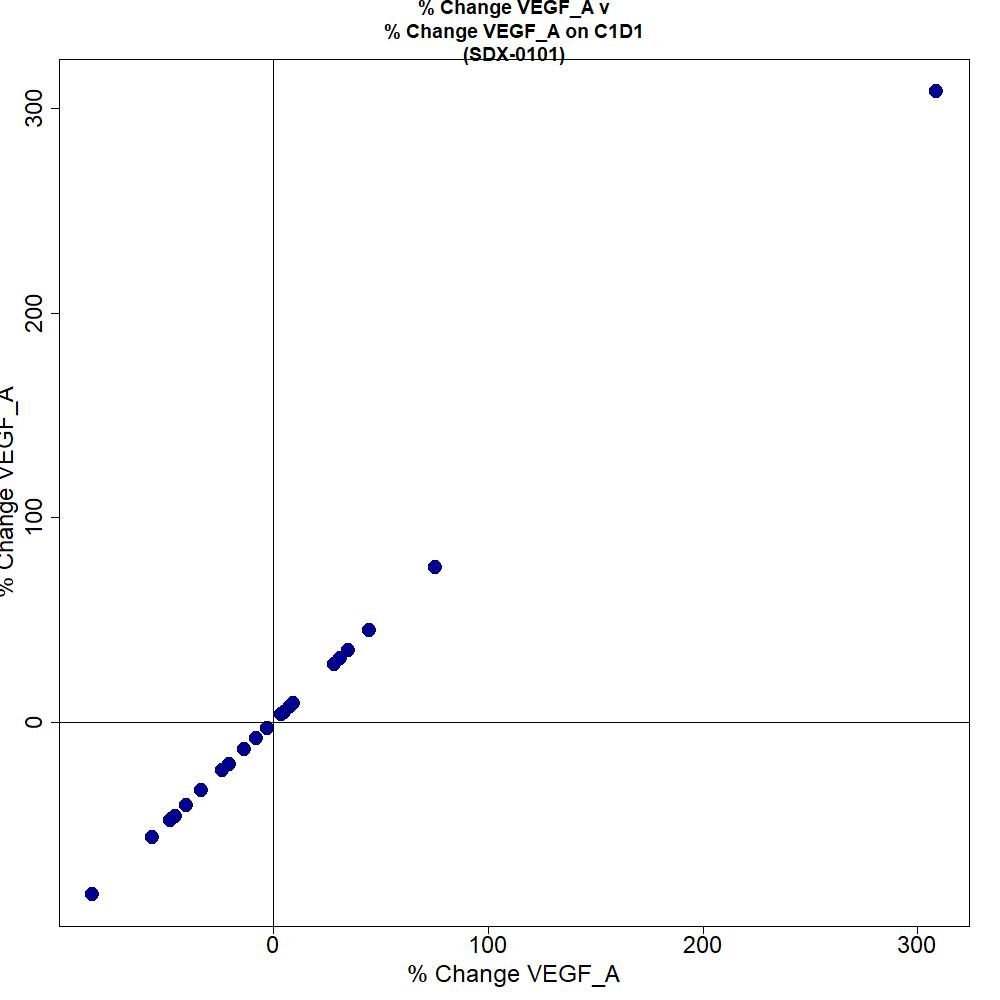 % Change VEGF_A v
% Change VEGF_A on C1D1
(SDX-0101)
% Change VEGF_A
300
200
100
0
0 100 200 300
% Change VEGF_A